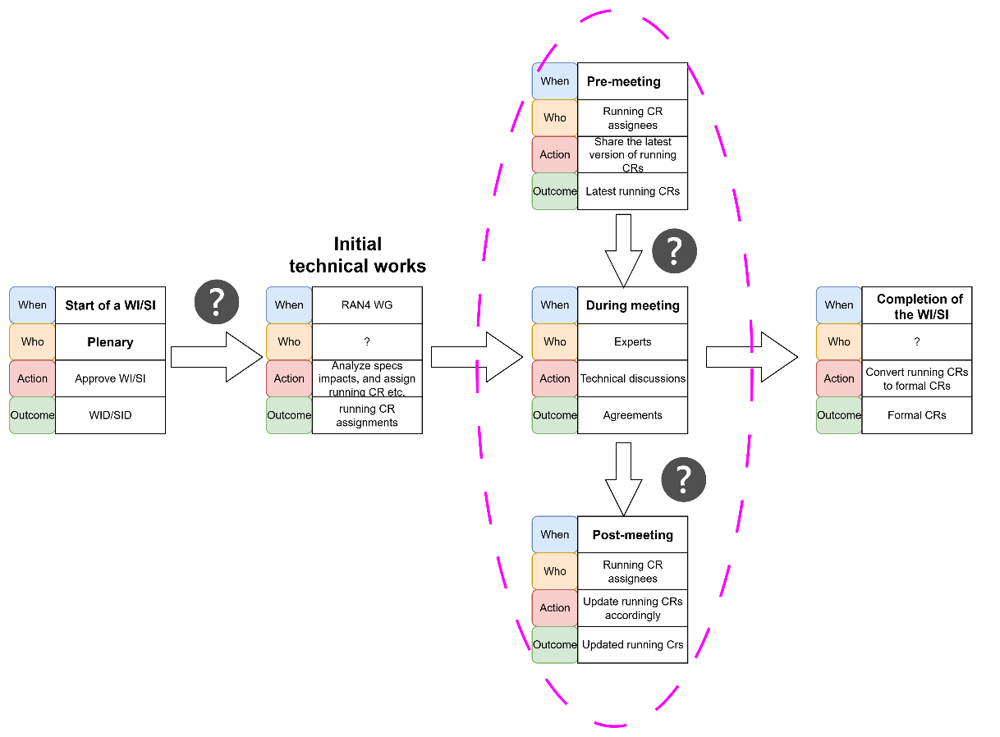 When
Pre-meeting
Who
Running CR
assignees
Action
Share the latest
version of running
CRs
Outcome
Latest running CRs
?
Initial
technical works
?
When
Start of a WI/SI
Who
Plenary
Action
Approve WI/SI
Outcome
WID/SID
When
RAN4 WG
Who
?
Action
Analyze specs
impacts, and assign
running CR etc.
Outcome
running CR
assignments
When
During meeting
Who
Experts
Action
Technical discussions
Outcome
Agreements
When
Completion of
the WI/SI
Who
?
Action
Convert running CRs
to formal CRs
Outcome
Formal CRs
?
When
Post-meeting
Who
Running CR
assignees
Action
Update running CRs
accordingly
Outcome
Updated running Crs